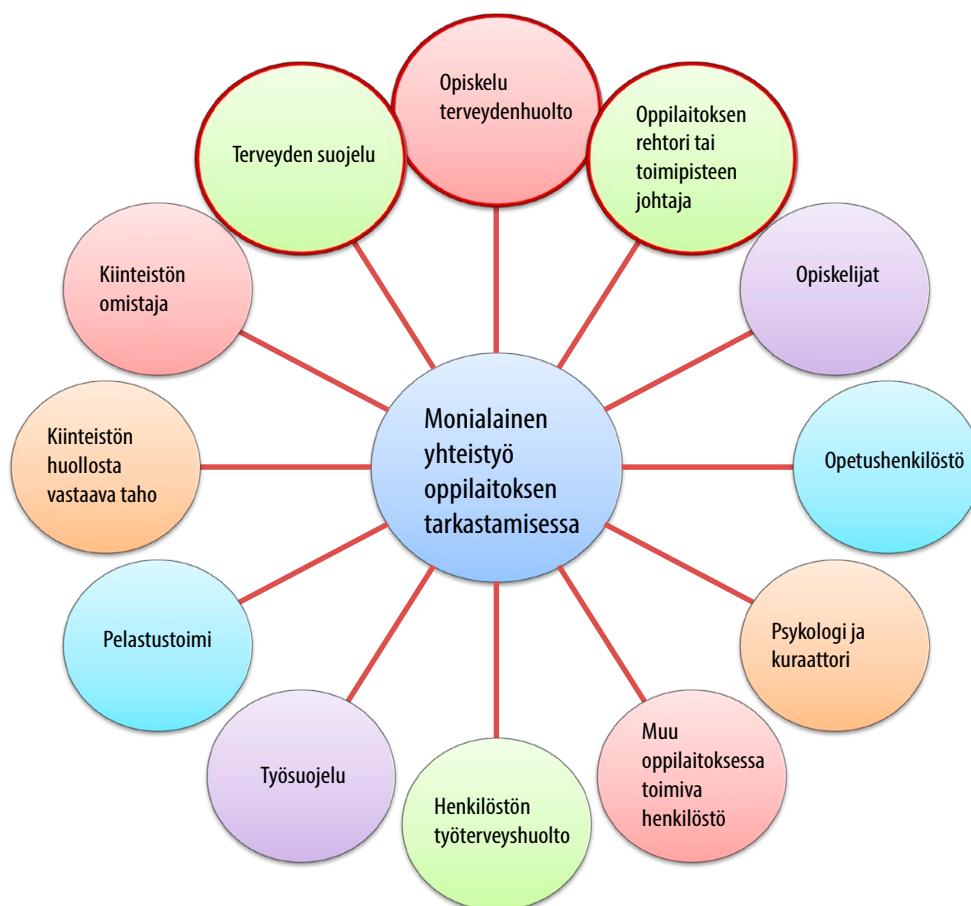 Opiskelu
terveydenhuolto
Oppilaitoksen
rehtori tai
toimipisteen
johtaja
Opiskelijat
Opetushenkilöstö
Psykologi ja
kuraattori
Muu
oppilaitoksessa
toimiva
henkilöstö
Henkilöstön
työterveyshuolto
Työsuojelu
Pelastustoimi
Kiinteistön
huollosta
vastaava taho
Kiinteistön
omistaja
Terveyden suojelu
Monialainen
yhteistyö
oppilaitoksen
tarkastamisessa